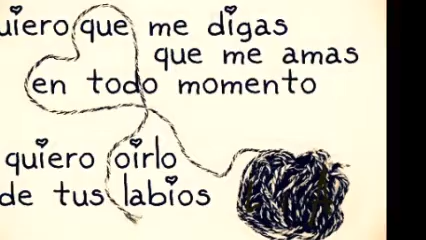 uiero que me digas
que me amas
en todo momento
quiero oirlo
de tus labios